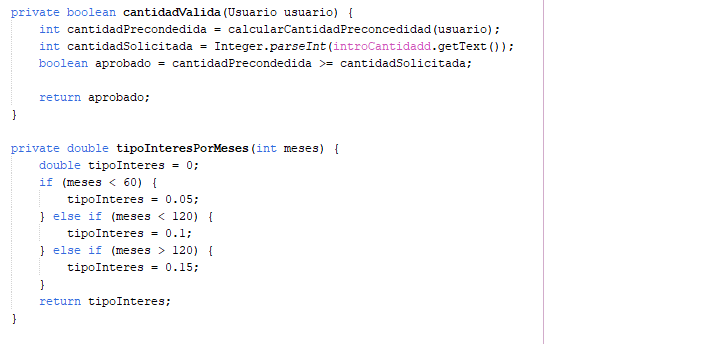 private boolean cantidadValida(Usuario usuario) {
    int cantidadPrecondedida = calcularCantidadPreconcedidad(usuario);
    int cantidadSolicitada = Integer.parseInt(introCantidadd.getText());
    boolean aprobado = cantidadPrecondedida >= cantidadSolicitada;

    return aprobado;
}

private double tipoInteresPorMeses(int meses) {
    double tipoInteres = 0;
    if (meses < 60) {
        tipoInteres = 0.05;
    } else if (meses < 120) {
        tipoInteres = 0.1;
    } else if (meses > 120) {
        tipoInteres = 0.15;
    }
    return tipoInteres;
}